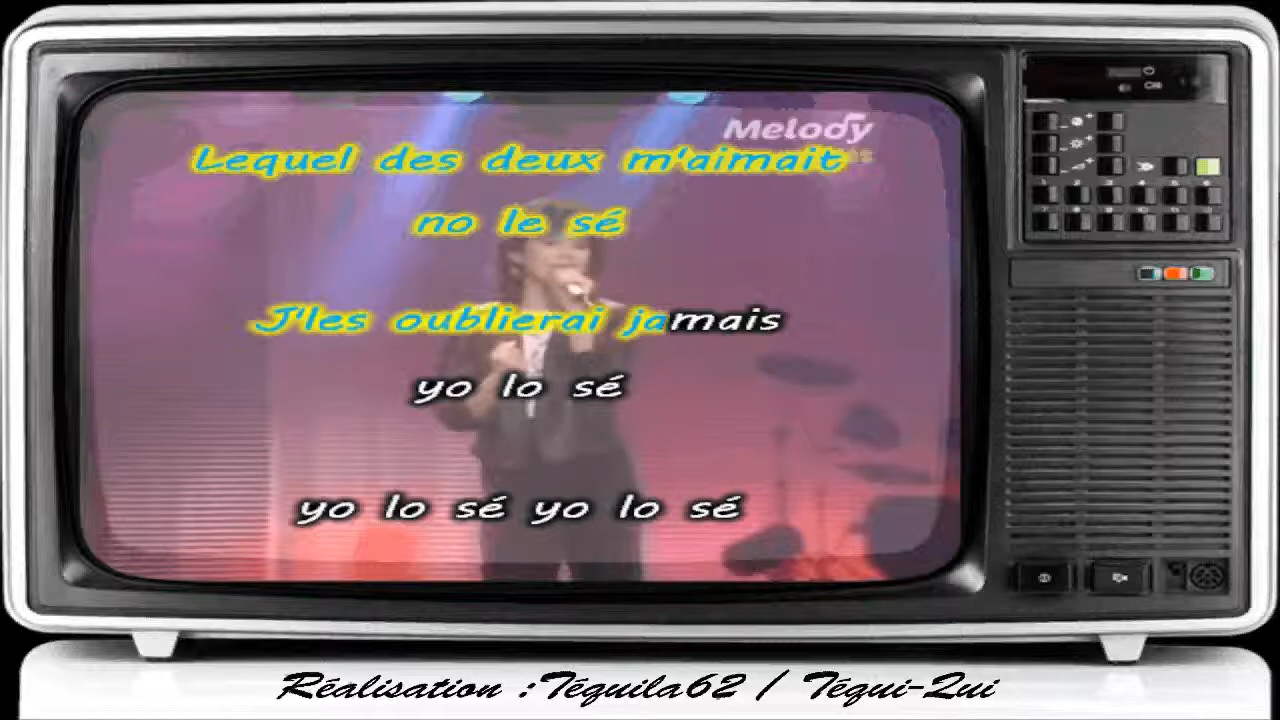 Melody
Lequel des deux m'aimait
no le sé
J'les oublierai jamais
yo lo sé
yo lo sé yo lo sé
Réalisation :Téquila62 / Téqui-Qui